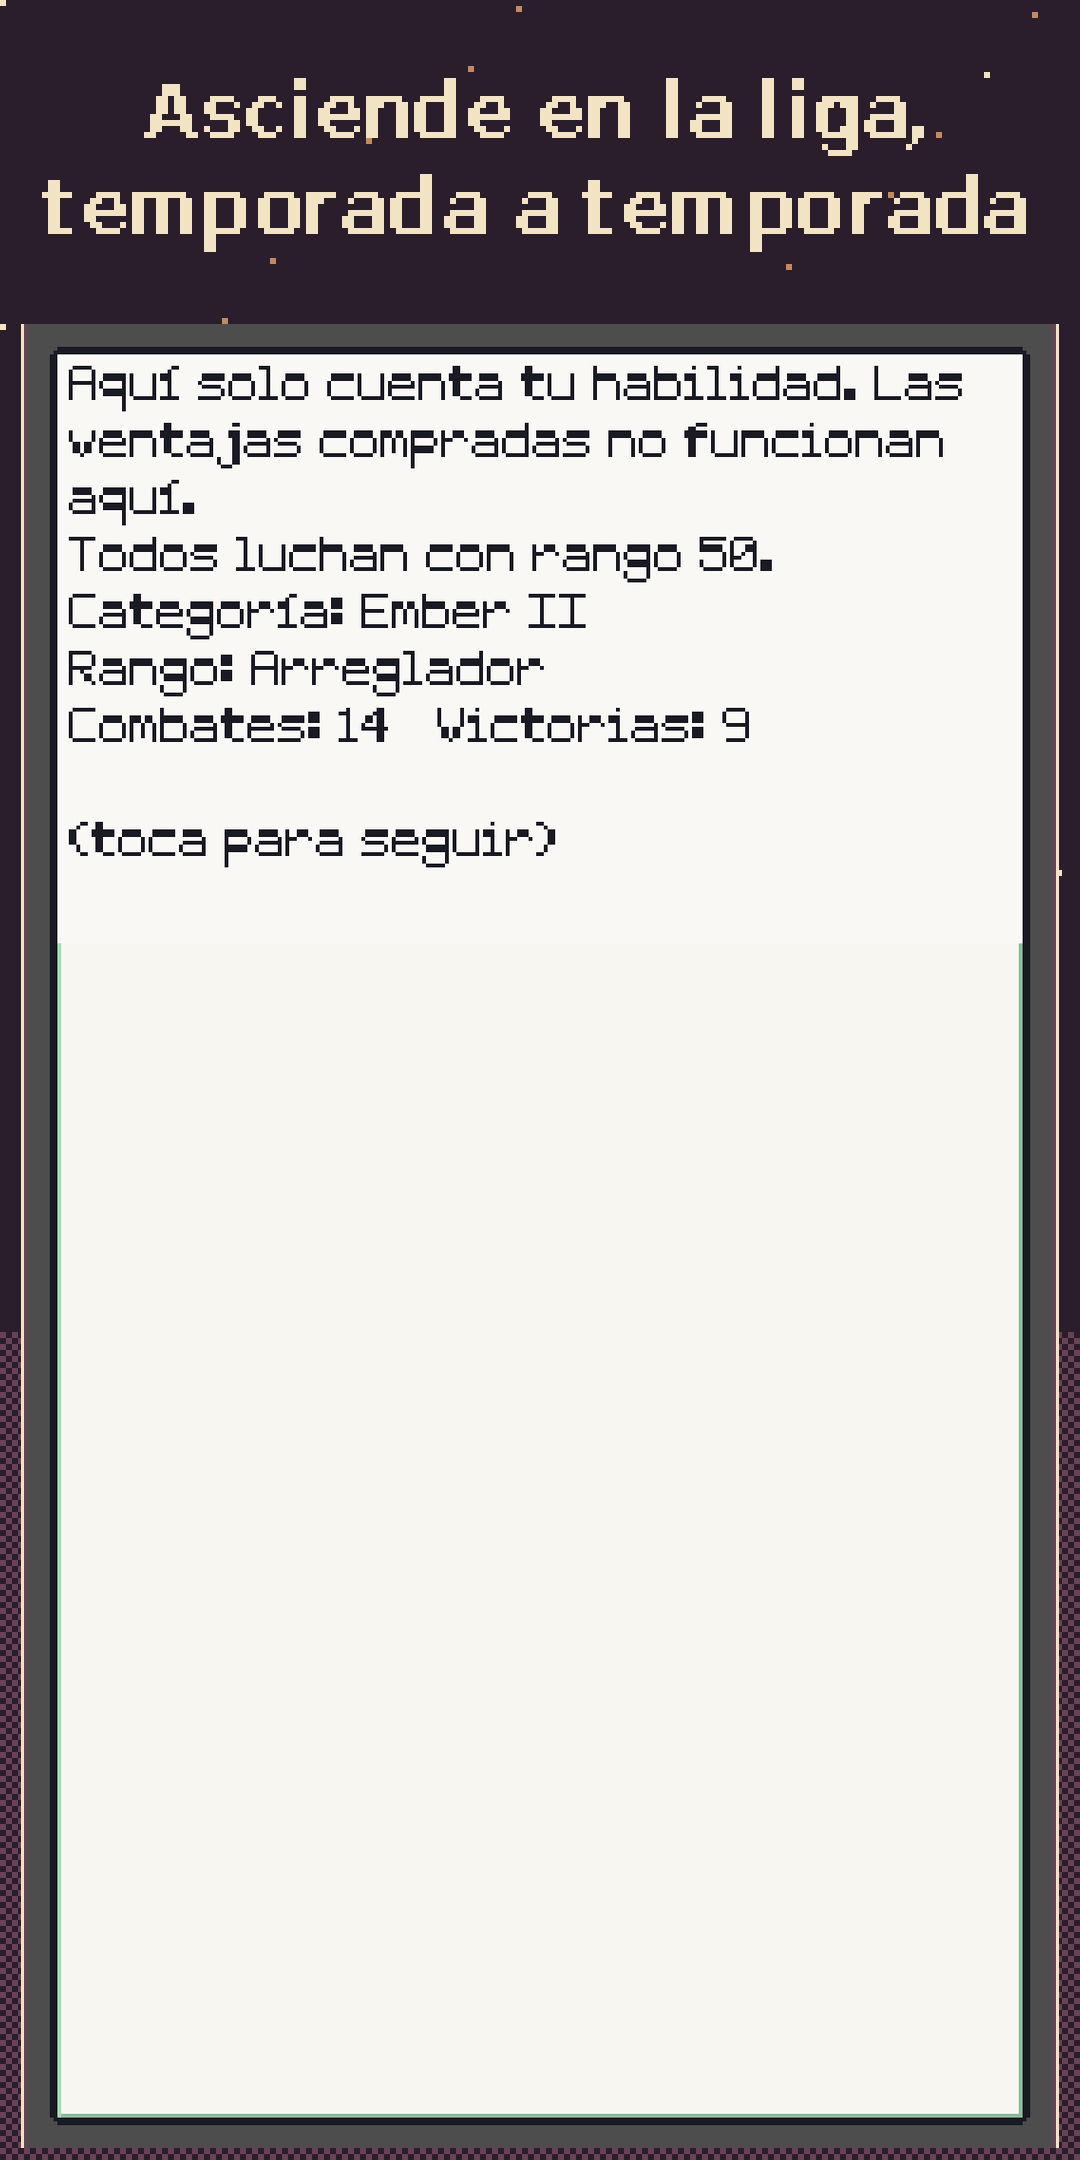 Asciende en la liga,
temporada a temporada
Aquí solo cuenta tu habilidad. Las
ventajas compradas no funcionan
aquí.
Todos luchan con rango 50.
Categoría: Ember II
Rango: Arreglador
Combates: 14 Victorias: 9
(toca para seguir)